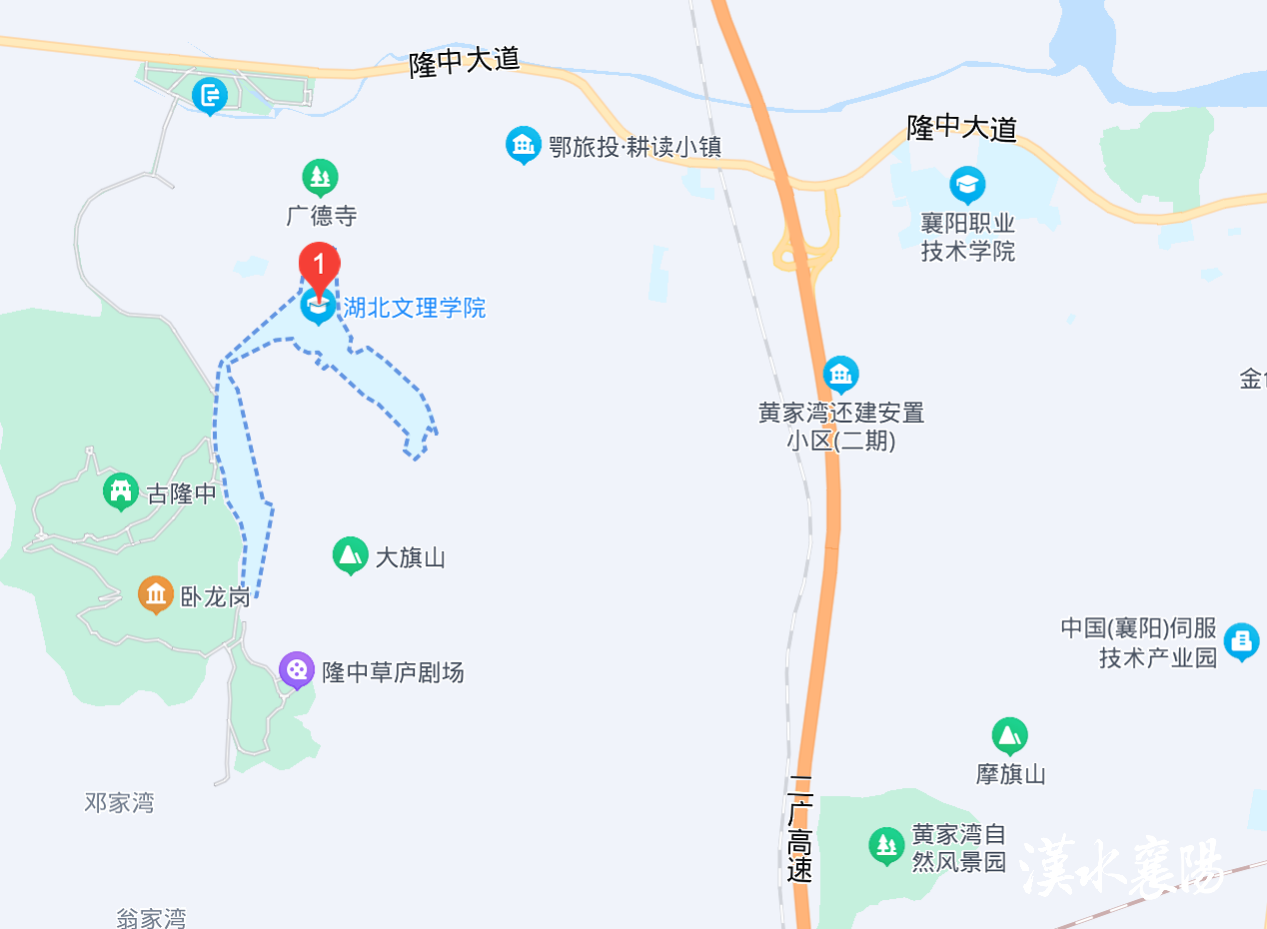 隆中大道
隆中大道
鄂旅投·耕读小镇
广德寺
襄阳职业
技术学院
1
湖北文理学院
黄家湾还建安置
小区(二期)
古隆中
大旗山
卧龙岗
中国(襄阳)伺服
技术产业园
隆中草庐剧场
摩旗山
邓家湾
二广高速
黄家湾自
然风景园
漢水襄陽
翁家湾